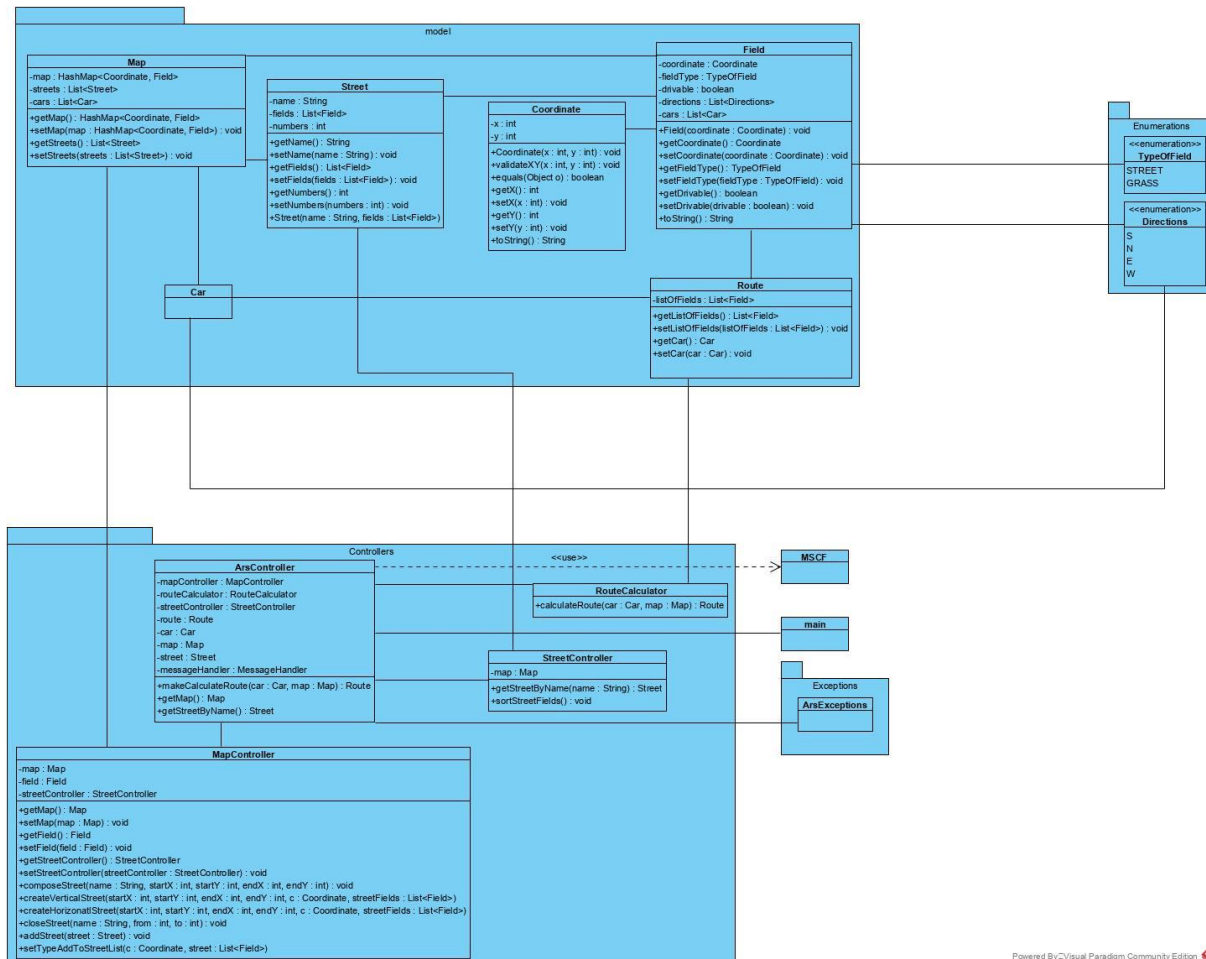 model
Map
-map : HashMap<Coordinate, Field>
-streets : List<Street>
-cars : List<Car>
+getMap() : HashMap<Coordinate, Field>
+setMap(map : HashMap<Coordinate, Field>) : void
+getStreets() : List<Street>
+setStreets(streets : List<Street>) : void
Street
-name : String
-fields : List<Field>
-numbers : int
+getName() : String
+setName(name : String) : void
+getFields() : List<Field>
+setFields(fields : List<Field>) : void
+getNumbers() : int
+setNumbers(numbers : int) : void
+Street(name : String, fields : List<Field>)
Coordinate
-x : int
-y : int
+Coordinate(x : int, y : int) : void
+validateXY(x : int, y : int) : void
+equals(Object o) : boolean
+getX() : int
+setX(x : int) : void
+getY() : int
+setY(y : int) : void
+toString() : String
Field
-coordinate : Coordinate
-fieldType : TypeOfField
-drivable : boolean
-directions : List<Directions>
-cars : List<Car>
+Field(coordinate : Coordinate) : void
+getCoordinate() : Coordinate
+setCoordinate(coordinate : Coordinate) : void
+getFieldType() : TypeOfField
+setFieldType(fieldType : TypeOfField) : void
+getDrivable() : boolean
+setDrivable(drivable : boolean) : void
+toString() : String
Enumerations
<<enumeration>>
TypeOfField
STREET
GRASS
<<enumeration>>
Directions
S
N
E
W
Car
Route
-listOfFields : List<Field>
+getListOfFields() : List<Field>
+setListOfFields(listOfFields : List<Field>) : void
+getCar() : Car
+setCar(car : Car) : void
Controllers
<<use>>
ArsController
-mapController : MapController
-routeCalculator : RouteCalculator
-streetController : StreetController
-route : Route
-car : Car
-map : Map
-street : Street
-messageHandler : MessageHandler
+makeCalculateRoute(car : Car, map : Map) : Route
+getMap() : Map
+getStreetByName() : Street
MSCF
RouteCalculator
+calculateRoute(car : Car, map : Map) : Route
main
StreetController
-map : Map
+getStreetByName(name : String) : Street
+sortStreetFields() : void
Exceptions
ArsExceptions
MapController
-map : Map
-field : Field
-streetController : StreetController
+getMap() : Map
+setMap(map : Map) : void
+getField() : Field
+setField(field : Field) : void
+getStreetController() : StreetController
+setStreetController(streetController : StreetController) : void
+composeStreet(name : String, startX : int, startY : int, endX : int, endY : int) : void
+createVerticalStreet(startX : int, startY : int, endX : int, endY : int, c : Coordinate, streetFields : List<Field>)
+createHorizonatlStreet(startX : int, startY : int, endX : int, endY : int, c : Coordinate, streetFields : List<Field>)
+closeStreet(name : String, from : int, to : int) : void
+addStreet(street : Street) : void
+setTypeAddToStreetList(c : Coordinate, street : List<Field>)
Powered By Visual Paradigm Community Edition